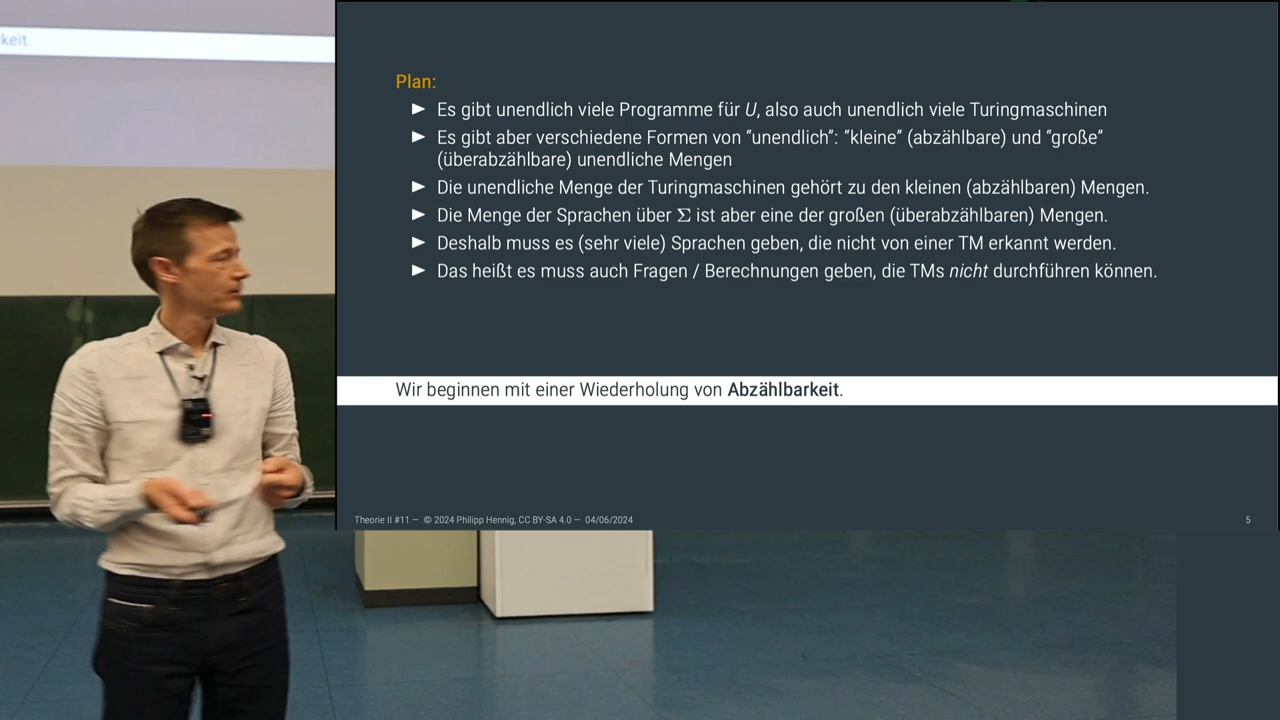 keit
Plan:
► Es gibt unendlich viele Programme für U, also auch unendlich viele Turingmaschinen
► Es gibt aber verschiedene Formen von “unendlich”: “kleine” (abzählbare) und “große”
(überabzählbare) unendliche Mengen
► Die unendliche Menge der Turingmaschinen gehört zu den kleinen (abzählbaren) Mengen.
► Die Menge der Sprachen über Σ ist aber eine der großen (überabzählbaren) Mengen.
► Deshalb muss es (sehr viele) Sprachen geben, die nicht von einer TM erkannt werden.
► Das heißt es muss auch Fragen / Berechnungen geben, die TMs nicht durchführen können.
Wir beginnen mit einer Wiederholung von Abzählbarkeit.
Theorie II #11 — © 2024 Philipp Hennig, CC BY-SA 4.0 — 04/06/2024
5